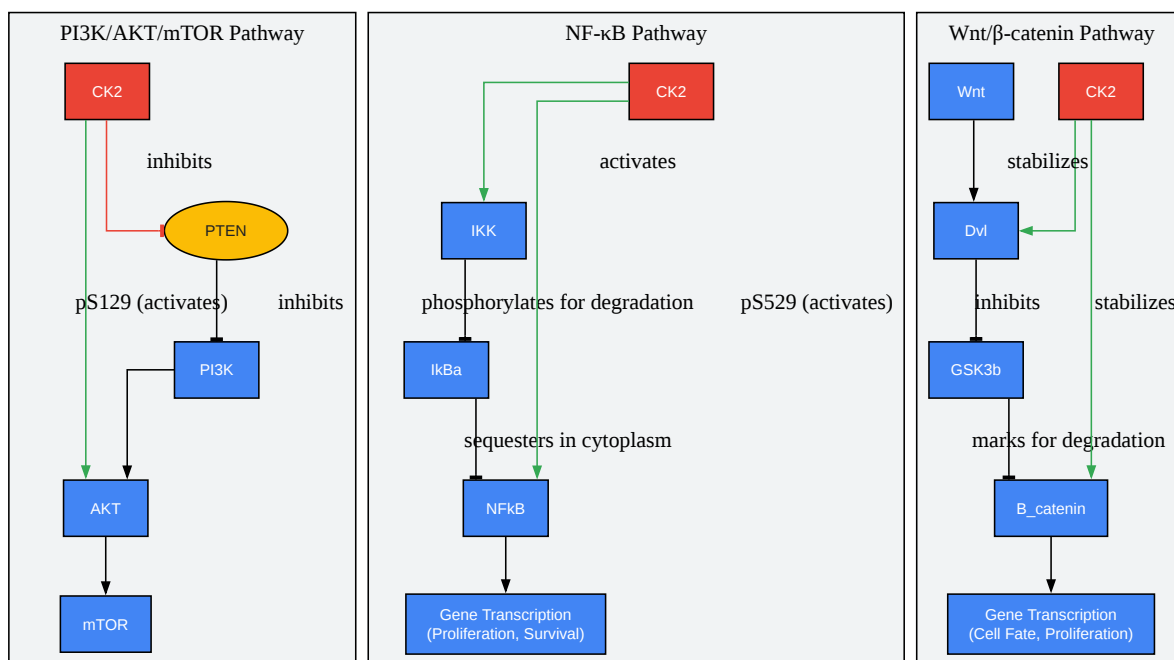 PI3K/AKT/mTOR Pathway
CK2
inhibits
PTEN
pS129 (activates)
inhibits
PI3K
AKT
mTOR
NF-κB Pathway
CK2
activates
IKK
phosphorylates for degradation
pS529 (activates)
IkBa
sequesters in cytoplasm
NFkB
Gene Transcription
(Proliferation, Survival)
Wnt/β-catenin Pathway
Wnt
CK2
stabilizes
Dvl
inhibits
stabilizes
GSK3b
marks for degradation
B_catenin
Gene Transcription
(Cell Fate, Proliferation)